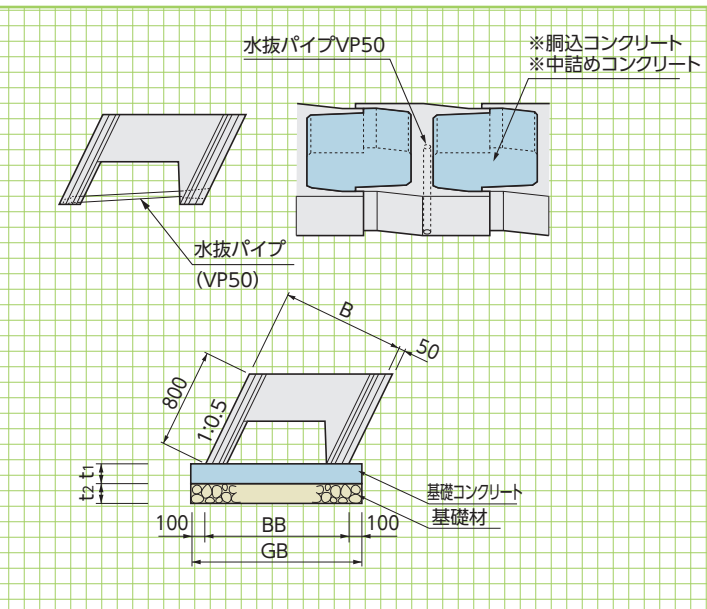 水抜パイプVP50
※胴込コンクリート
※中詰めコンクリート
水抜パイプ
(VP50)
B
50
800
1:0.5
t1
t2
基礎コンクリート
基礎材
100
BB
100
GB